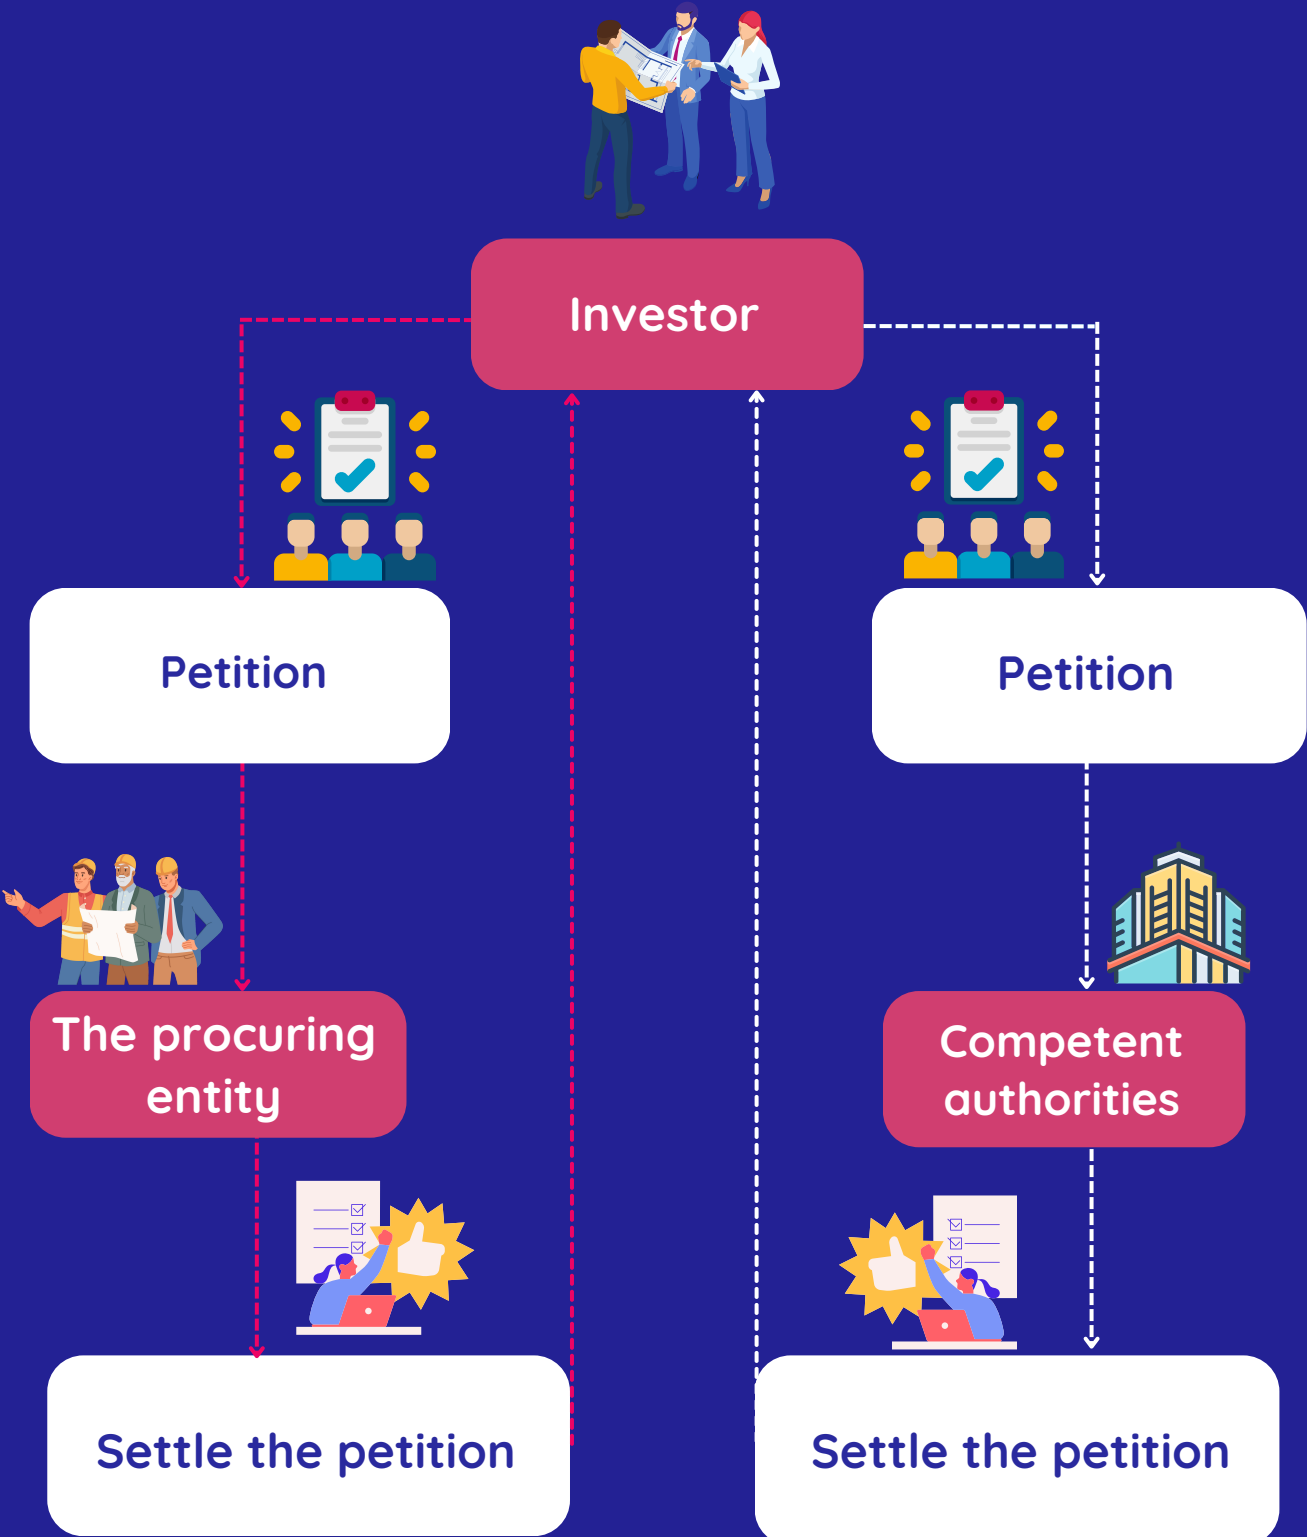 Investor
Petition
Petition
The procuring
entity
Competent
authorities
Settle the petition
Settle the petition